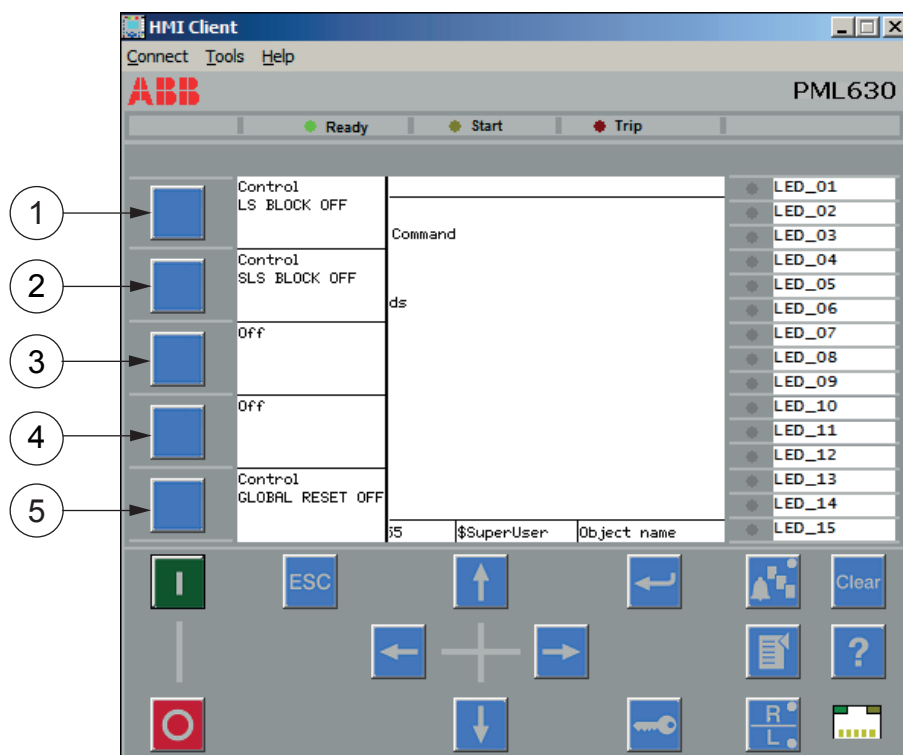 HMI Client
Connect Tools Help
ABB
PML630
Ready
Start
Trip
1
Control
LS BLOCK OFF
2
Control
SLS BLOCK OFF
3
Off
4
Off
5
Control
GLOBAL RESET OFF
Command
ds
$SuperUser
Object name
LED_01
LED_02
LED_03
LED_04
LED_05
LED_06
LED_07
LED_08
LED_09
LED_10
LED_11
LED_12
LED_13
LED_14
LED_15
I
ESC
Clear
?
O
R
L